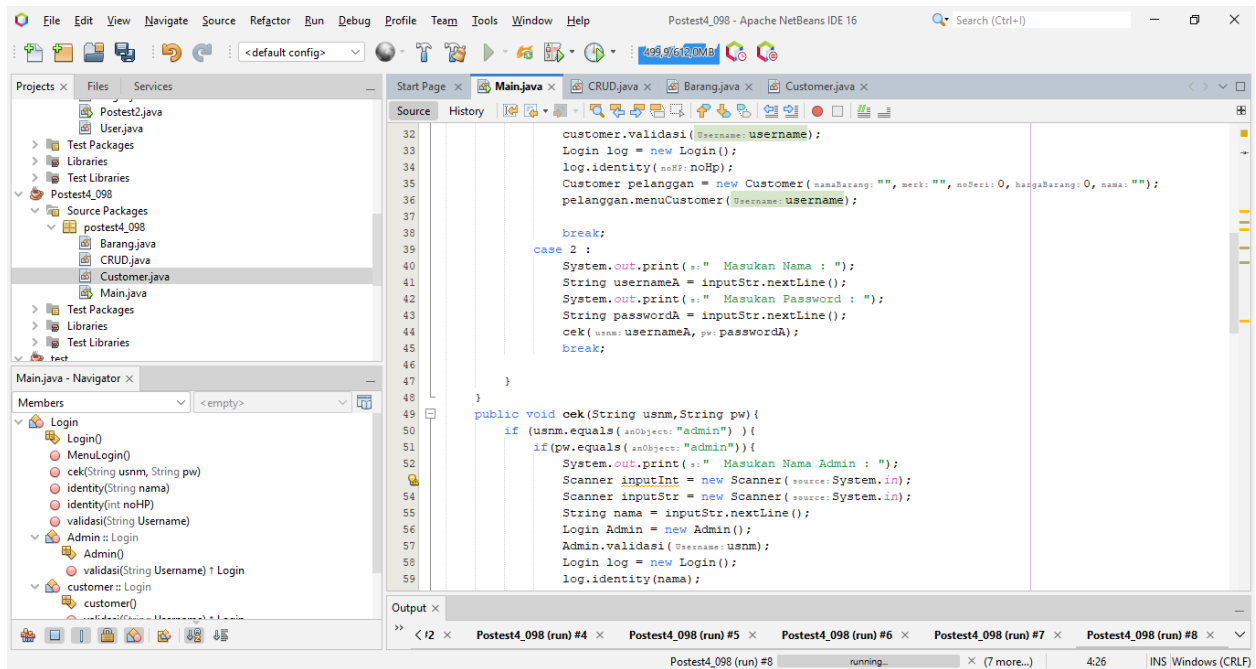 File Edit View Navigate Source Refactor Run Debug Profile Team Tools Window Help Postest4_098 - Apache NetBeans IDE 16 Search (Ctrl+I)
<default config> 499,9/612,0MB
Projects Files Services
Postest2.java
User.java
Test Packages
Libraries
Test Libraries
Postest4_098
Source Packages
postest4_098
Barang.java
CRUD.java
Customer.java
Main.java
Test Packages
Libraries
Test Libraries
test
Main.java - Navigator
Members <empty>
Login
Login()
MenuLogin()
cek(String usnm, String pw)
identity(String nama)
identity(int noHP)
validasi(String Username)
Admin :: Login
Admin()
validasi(String Username) ↑ Login
customer :: Login
customer()
Start Page Main.java CRUD.java Barang.java Customer.java
Source History
32 customer.validasi( Username: username);
33 Login log = new Login();
34 log.identity( noHP: noHp);
35 Customer pelanggan = new Customer( namaBarang: "", merk: "", noSeri: 0, hargaBarang: 0, nama: "");
36 pelanggan.menuCustomer( Username: username);
37
38 break;
39 case 2 :
40 System.out.print( s: "  Masukan Nama : ");
41 String usernameA = inputStr.nextLine();
42 System.out.print( s: "  Masukan Password : ");
43 String passwordA = inputStr.nextLine();
44 cek( usnm: usernameA, pw: passwordA);
45 break;
46
47 }
48 }
49 public void cek(String usnm,String pw){
50 if (usnm.equals( anObject: "admin") ){
51 if(pw.equals( anObject: "admin")){
52 System.out.print( s: "  Masukan Nama Admin : ");
Scanner inputInt = new Scanner( source: System.in);
54 Scanner inputStr = new Scanner( source: System.in);
55 String nama = inputStr.nextLine();
56 Login Admin = new Admin();
57 Admin.validasi( Username: usnm);
58 Login log = new Login();
59 log.identity(nama);
Output
Postest4_098 (run) #4 Postest4_098 (run) #5 Postest4_098 (run) #6 Postest4_098 (run) #7 Postest4_098 (run) #8
Postest4_098 (run) #8 running... (7 more...) 4:26 INS Windows (CRLF)